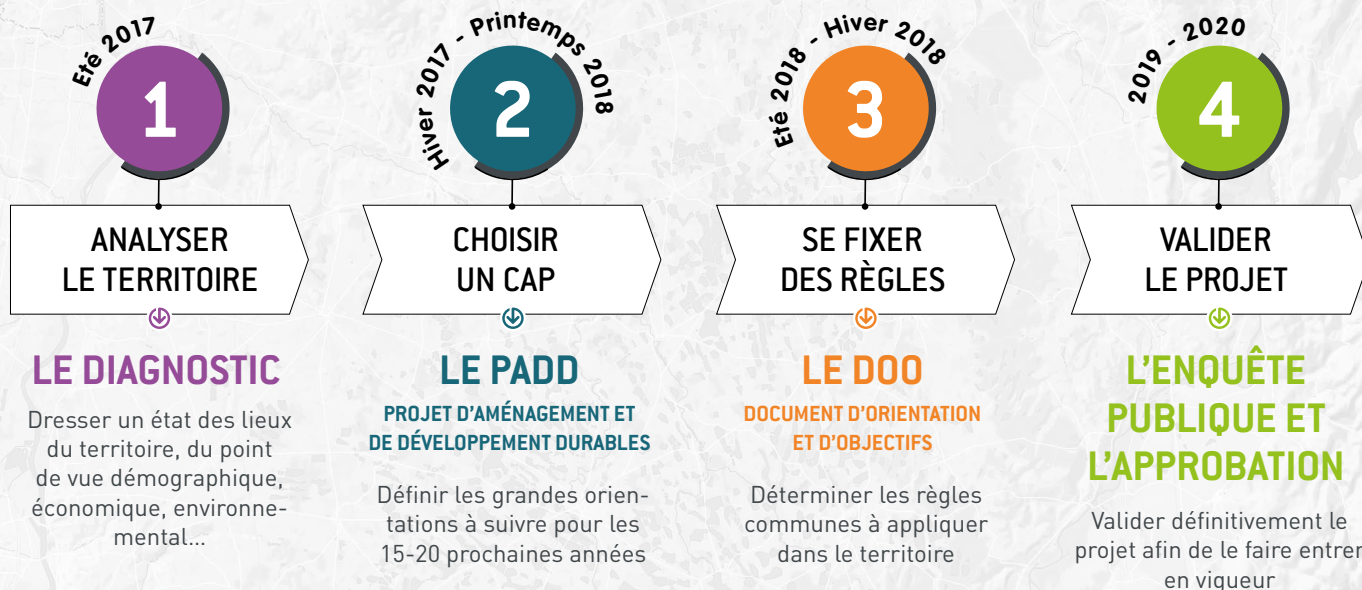 Eté 2017
1
ANALYSER
LE TERRITOIRE
LE DIAGNOSTIC
Dresser un état des lieux
du territoire, du point
de vue démographique,
économique, environne-
mental...
Hiver 2017 - Printemps 2018
2
CHOISIR
UN CAP
LE PADD
PROJET D'AMÉNAGEMENT ET
DE DÉVELOPPEMENT DURABLES
Définir les grandes orien-
tations à suivre pour les
15-20 prochaines années
Eté 2018 - Hiver 2018
3
SE FIXER
DES RÈGLES
LE DOO
DOCUMENT D'ORIENTATION
ET D'OBJECTIFS
Déterminer les règles
communes à appliquer
dans le territoire
2019 - 2020
4
VALIDER
LE PROJET
L'ENQUÊTE
PUBLIQUE ET
L'APPROBATION
Valider définitivement le
projet afin de le faire entrer
en vigueur